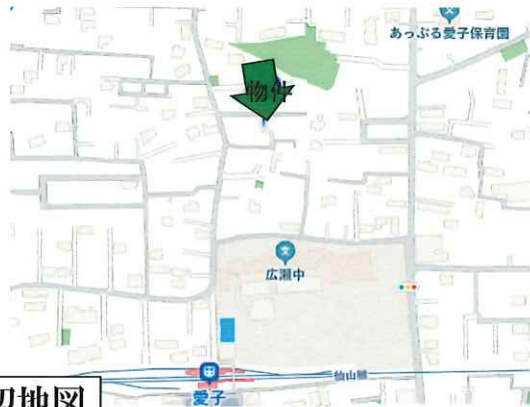 あっぷる愛子保育園
物件
広瀬中
仙山線
愛子
辺地図